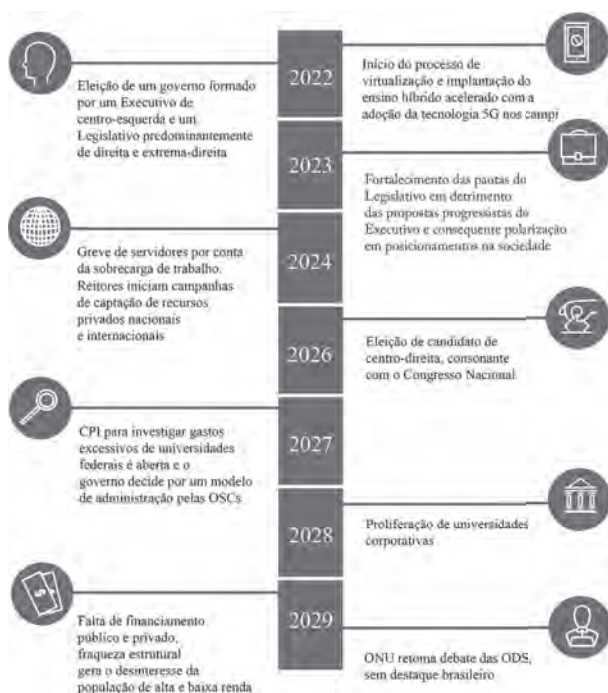 2022
Eleição de um governo formado
por um Executivo de
centro-esquerda e um
Legislativo predominantemente
de direita e extrema-direita
Início do processo de
virtualização e implantação do
ensino híbrido acelerado com a
adoção da tecnologia 5G nos campi
2023
Fortalecimento das pautas do
Legislativo em detrimento
das propostas progressistas do
Executivo e consequente polarização
em posicionamentos na sociedade
2024
Greve de servidores por conta
da sobrecarga de trabalho.
Reitores iniciam campanhas
de captação de recursos
privados nacionais
e internacionais
2026
Eleição de candidato de
centro-direita, consonante
com o Congresso Nacional
2027
CPI para investigar gastos
excessivos de universidades
federais é aberta e o
governo decide por um modelo
de administração pelas OSCs
2028
Proliferação de universidades
corporativas
2029
Falta de financiamento
público e privado,
fraqueza estrutural
gera o desinteresse da
população de alta e baixa renda
ONU retoma debate das ODS,
sem destaque brasileiro